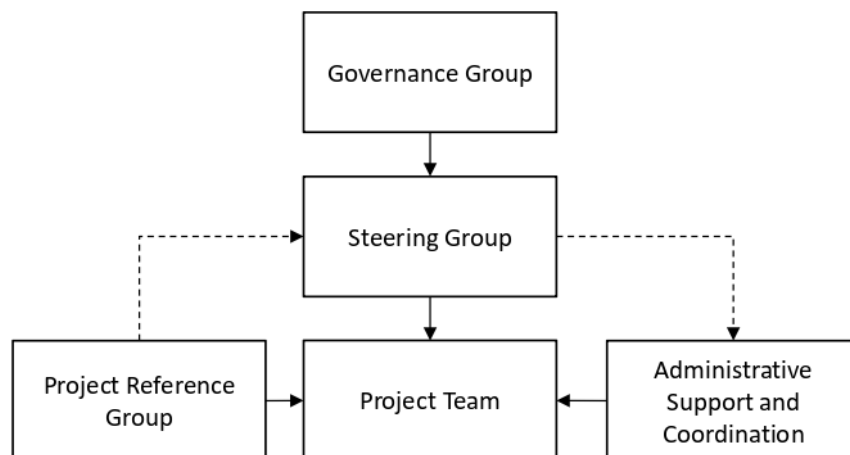 Governance Group
Steering Group
Project Reference
Group
Project Team
Administrative
Support and
Coordination